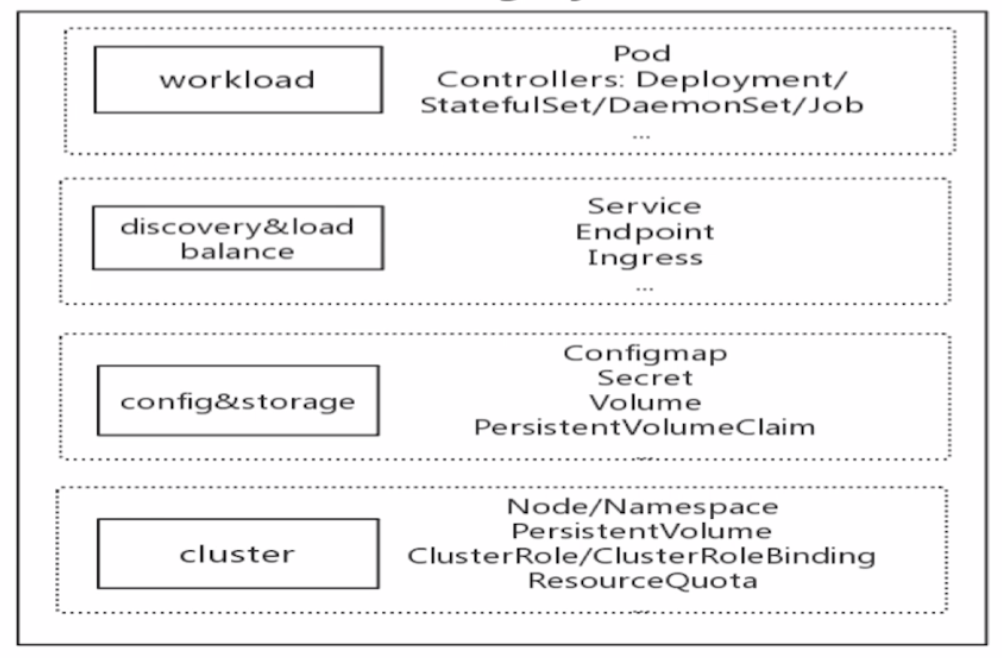 workload
Pod
Controllers: Deployment/
StatefulSet/DaemonSet/Job
...
discovery&load
balance
Service
Endpoint
Ingress
...
config&storage
Configmap
Secret
Volume
PersistentVolumeClaim
...
cluster
Node/Namespace
PersistentVolume
ClusterRole/ClusterRoleBinding
ResourceQuota
...